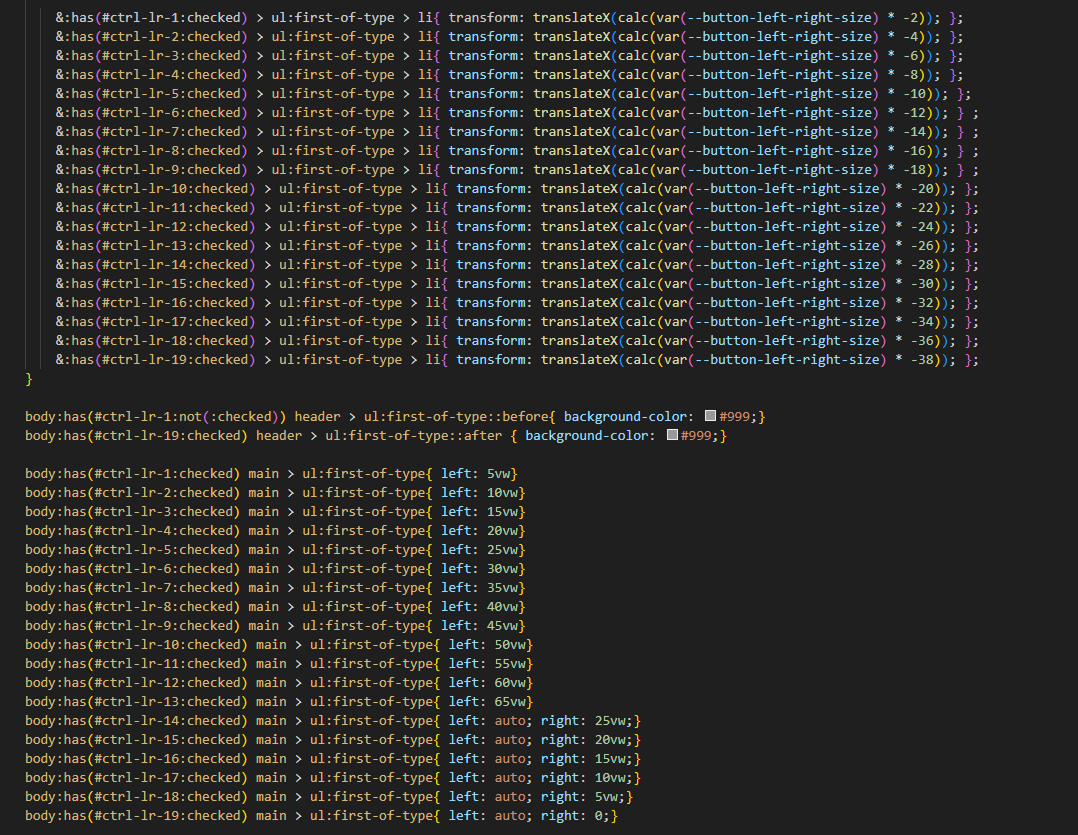 &:has(#ctrl-lr-1:checked) > ul:first-of-type > li{ transform: translateX(calc(var(--button-left-right-size) * -2)); };
&:has(#ctrl-lr-2:checked) > ul:first-of-type > li{ transform: translateX(calc(var(--button-left-right-size) * -4)); };
&:has(#ctrl-lr-3:checked) > ul:first-of-type > li{ transform: translateX(calc(var(--button-left-right-size) * -6)); };
&:has(#ctrl-lr-4:checked) > ul:first-of-type > li{ transform: translateX(calc(var(--button-left-right-size) * -8)); };
&:has(#ctrl-lr-5:checked) > ul:first-of-type > li{ transform: translateX(calc(var(--button-left-right-size) * -10)); };
&:has(#ctrl-lr-6:checked) > ul:first-of-type > li{ transform: translateX(calc(var(--button-left-right-size) * -12)); } ;
&:has(#ctrl-lr-7:checked) > ul:first-of-type > li{ transform: translateX(calc(var(--button-left-right-size) * -14)); } ;
&:has(#ctrl-lr-8:checked) > ul:first-of-type > li{ transform: translateX(calc(var(--button-left-right-size) * -16)); } ;
&:has(#ctrl-lr-9:checked) > ul:first-of-type > li{ transform: translateX(calc(var(--button-left-right-size) * -18)); } ;
&:has(#ctrl-lr-10:checked) > ul:first-of-type > li{ transform: translateX(calc(var(--button-left-right-size) * -20)); };
&:has(#ctrl-lr-11:checked) > ul:first-of-type > li{ transform: translateX(calc(var(--button-left-right-size) * -22)); };
&:has(#ctrl-lr-12:checked) > ul:first-of-type > li{ transform: translateX(calc(var(--button-left-right-size) * -24)); };
&:has(#ctrl-lr-13:checked) > ul:first-of-type > li{ transform: translateX(calc(var(--button-left-right-size) * -26)); };
&:has(#ctrl-lr-14:checked) > ul:first-of-type > li{ transform: translateX(calc(var(--button-left-right-size) * -28)); };
&:has(#ctrl-lr-15:checked) > ul:first-of-type > li{ transform: translateX(calc(var(--button-left-right-size) * -30)); };
&:has(#ctrl-lr-16:checked) > ul:first-of-type > li{ transform: translateX(calc(var(--button-left-right-size) * -32)); };
&:has(#ctrl-lr-17:checked) > ul:first-of-type > li{ transform: translateX(calc(var(--button-left-right-size) * -34)); };
&:has(#ctrl-lr-18:checked) > ul:first-of-type > li{ transform: translateX(calc(var(--button-left-right-size) * -36)); };
&:has(#ctrl-lr-19:checked) > ul:first-of-type > li{ transform: translateX(calc(var(--button-left-right-size) * -38)); };
}
body:has(#ctrl-lr-1:not(:checked)) header > ul:first-of-type::before{ background-color: #999;}
body:has(#ctrl-lr-19:checked) header > ul:first-of-type::after { background-color: #999;}
body:has(#ctrl-lr-1:checked) main > ul:first-of-type{ left: 5vw}
body:has(#ctrl-lr-2:checked) main > ul:first-of-type{ left: 10vw}
body:has(#ctrl-lr-3:checked) main > ul:first-of-type{ left: 15vw}
body:has(#ctrl-lr-4:checked) main > ul:first-of-type{ left: 20vw}
body:has(#ctrl-lr-5:checked) main > ul:first-of-type{ left: 25vw}
body:has(#ctrl-lr-6:checked) main > ul:first-of-type{ left: 30vw}
body:has(#ctrl-lr-7:checked) main > ul:first-of-type{ left: 35vw}
body:has(#ctrl-lr-8:checked) main > ul:first-of-type{ left: 40vw}
body:has(#ctrl-lr-9:checked) main > ul:first-of-type{ left: 45vw}
body:has(#ctrl-lr-10:checked) main > ul:first-of-type{ left: 50vw}
body:has(#ctrl-lr-11:checked) main > ul:first-of-type{ left: 55vw}
body:has(#ctrl-lr-12:checked) main > ul:first-of-type{ left: 60vw}
body:has(#ctrl-lr-13:checked) main > ul:first-of-type{ left: 65vw}
body:has(#ctrl-lr-14:checked) main > ul:first-of-type{ left: auto; right: 25vw;}
body:has(#ctrl-lr-15:checked) main > ul:first-of-type{ left: auto; right: 20vw;}
body:has(#ctrl-lr-16:checked) main > ul:first-of-type{ left: auto; right: 15vw;}
body:has(#ctrl-lr-17:checked) main > ul:first-of-type{ left: auto; right: 10vw;}
body:has(#ctrl-lr-18:checked) main > ul:first-of-type{ left: auto; right: 5vw;}
body:has(#ctrl-lr-19:checked) main > ul:first-of-type{ left: auto; right: 0;}